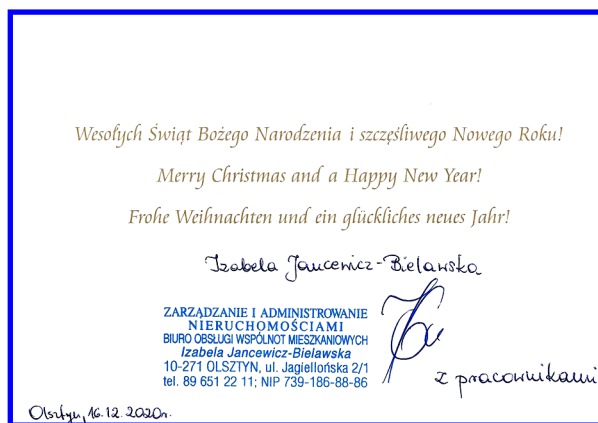 Wesołych Świąt Bożego Narodzenia i szczęśliwego Nowego Roku!
Merry Christmas and a Happy New Year!
Frohe Weihnachten und ein glückliches neues Jahr!
Izabela Jancewicz-Bielawska
ZARZĄDZANIE I ADMINISTROWANIE
NIERUCHOMOŚCIAMI
BIURO OBSŁUGI WSPÓLNOT MIESZKANIOWYCH
Izabela Jancewicz-Bielawska
10-271 OLSZTYN, ul. Jagiellońska 2/1
tel. 89 651 22 11; NIP 739-186-88-86
z pracownikami
Olsztyn, 16.12.2020r.